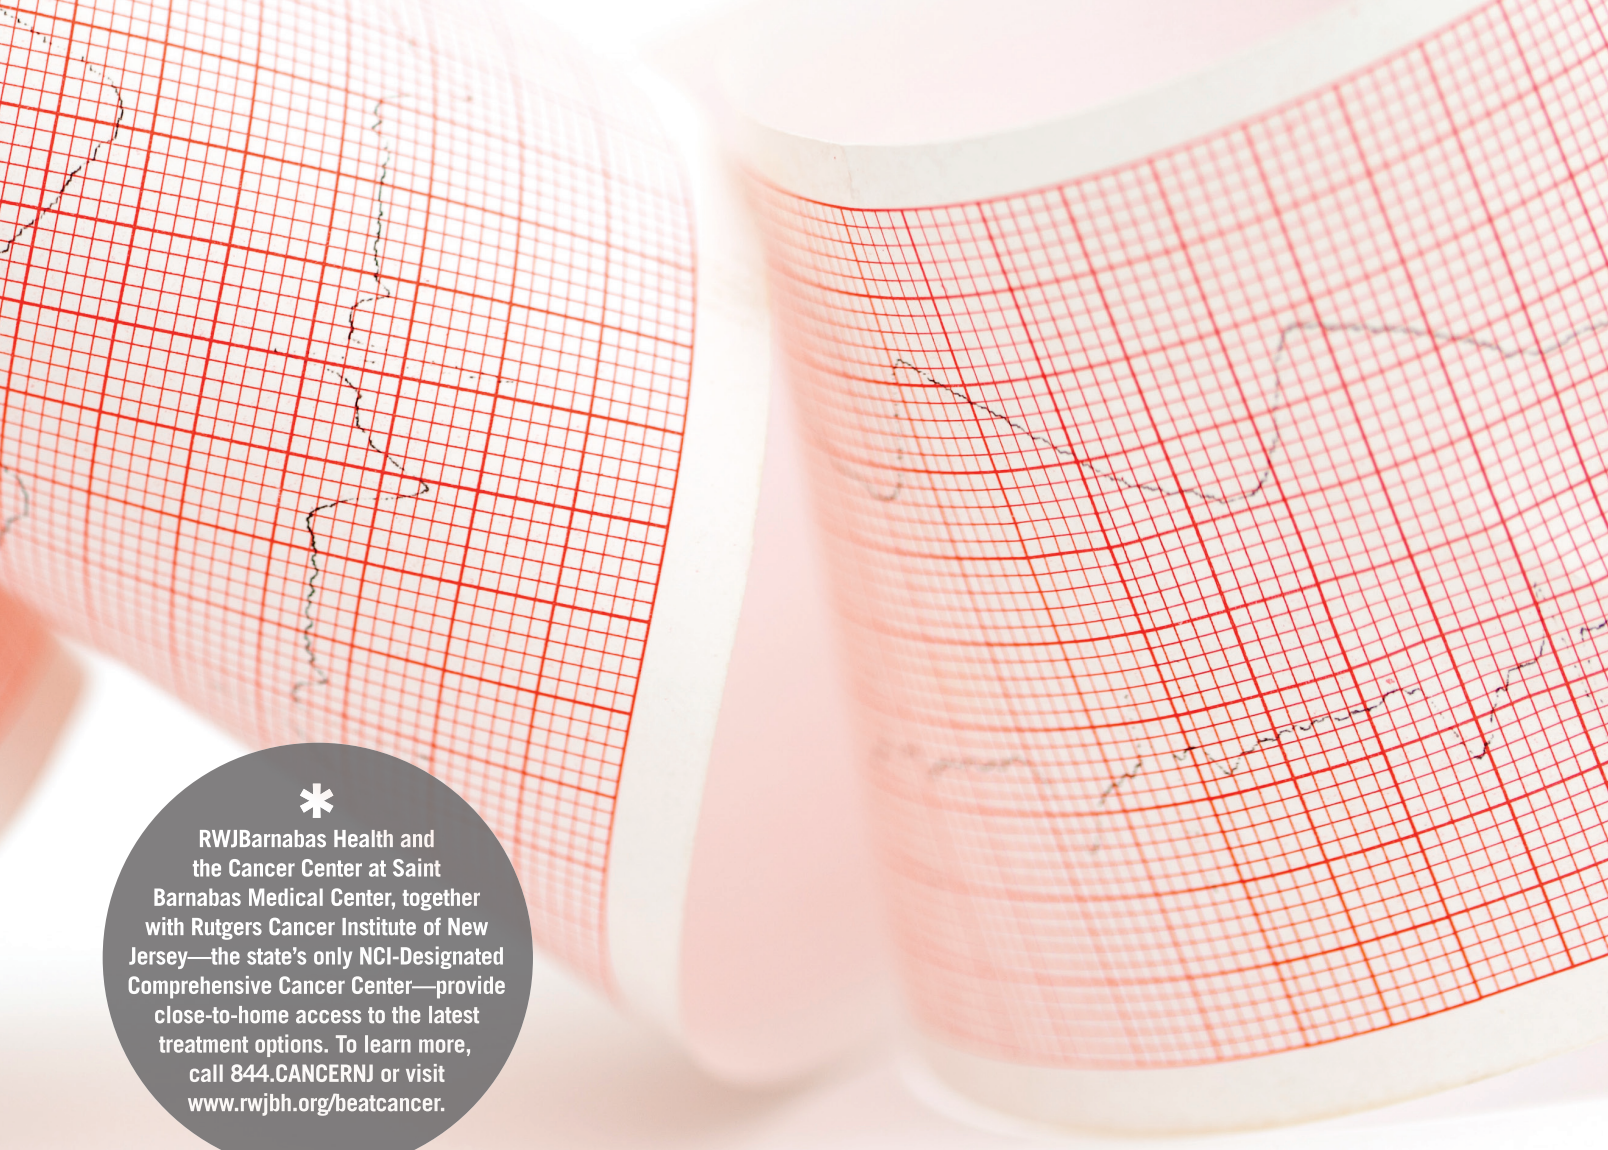 *
RWJBarnabas Health and
the Cancer Center at Saint
Barnabas Medical Center, together
with Rutgers Cancer Institute of New
Jersey—the state’s only NCI-Designated
Comprehensive Cancer Center—provide
close-to-home access to the latest
treatment options. To learn more,
call 844.CANCERNJ or visit
www.rwjbh.org/beatcancer.